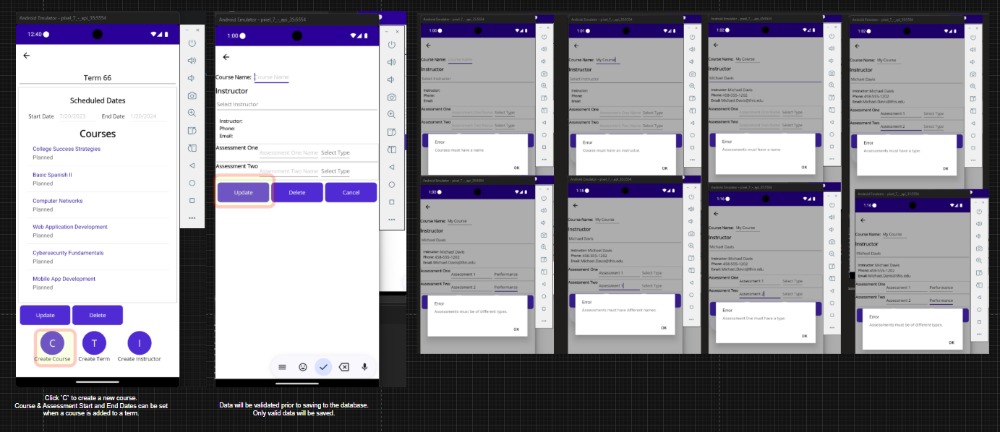 Android Emulator - pixel_7_-_api_35:5554
12:40
Term 66
Scheduled Dates
Start Date 7/20/2023 End Date 1/20/2024
Courses
College Success Strategies
Planned
Basic Spanish II
Planned
Computer Networks
Planned
Web Application Development
Planned
Cybersecurity Fundamentals
Planned
Mobile App Development
Planned
Update Delete
C T I
Create Course Create Term Create Instructor
Click `C` to create a new course.
Course & Assessment Start and End Dates can be set
when a course is added to a term.
Android Emulator - pixel_7_-_api_35:5554
1:00
Course Name: Course Name
Instructor
Select Instructor
Instructor:
Phone:
Email:
Assessment One Assessment One Name Select Type
Assessment Two Assessment Two Name Select Type
Update Delete Cancel
Data will be validated prior to saving to the database.
Only valid data will be saved.
Android Emulator - pixel_7_-_api_35:5554
1:00
Course Name: Course Name
Instructor
Select Instructor
Instructor:
Phone:
Email:
Assessment One Assessment One Name Select Type
Assessment Two Assessment Two Name Select Type
Error
Courses must have a name
OK
Android Emulator - pixel_7_-_api_35:5554
1:01
Course Name: My Course
Instructor
Select Instructor
Instructor:
Phone:
Email:
Assessment One Assessment One Name Select Type
Assessment Two Assessment Two Name Select Type
Error
Course must have an instructor.
OK
Android Emulator - pixel_7_-_api_35:5554
1:02
Course Name: My Course
Instructor
Michael Davis
Instructor: Michael Davis
Phone: 458-555-1202
Email: Michael.Davis@this.edu
Assessment One Assessment One Name Select Type
Assessment Two Assessment Two Name Select Type
Error
Assessments must have a name
OK
Android Emulator - pixel_7_-_api_35:5554
1:02
Course Name: My Course
Instructor
Michael Davis
Instructor: Michael Davis
Phone: 458-555-1202
Email: Michael.Davis@this.edu
Assessment One Assessment 1 Select Type
Assessment Two Assessment 2 Select Type
Error
Assessments must have a type.
OK
Android Emulator - pixel_7_-_api_35:5554
1:03
Course Name: My Course
Instructor
Michael Davis
Instructor: Michael Davis
Phone: 458-555-1202
Email: Michael.Davis@this.edu
Assessment One Assessment 1 Performance
Assessment Two Assessment 2 Performance
Error
Assessments must be of different types.
OK
Android Emulator - pixel_7_-_api_35:5554
1:15
Course Name: My Course
Instructor
Michael Davis
Instructor: Michael Davis
Phone: 458-555-1202
Email: Michael.Davis@this.edu
Assessment One Assessment 1 Select Type
Assessment Two Assessment 1 Select Type
Error
Assessments must have different names.
OK
Android Emulator - pixel_7_-_api_35:5554
1:16
Course Name: My Course
Instructor
Michael Davis
Instructor: Michael Davis
Phone: 458-555-1202
Email: Michael.Davis@this.edu
Assessment One Assessment 1 Select Type
Assessment Two Assessment 2 Select Type
Error
Assessment One must have a type.
OK
Android Emulator - pixel_7_-_api_35:5554
1:16
Course Name: My Course
Instructor
Michael Davis
Instructor: Michael Davis
Phone: 458-555-1202
Email: Michael.Davis@this.edu
Assessment One Assessment 1 Performance
Assessment Two Assessment 2 Performance
Error
Assessments must be of different types.
OK